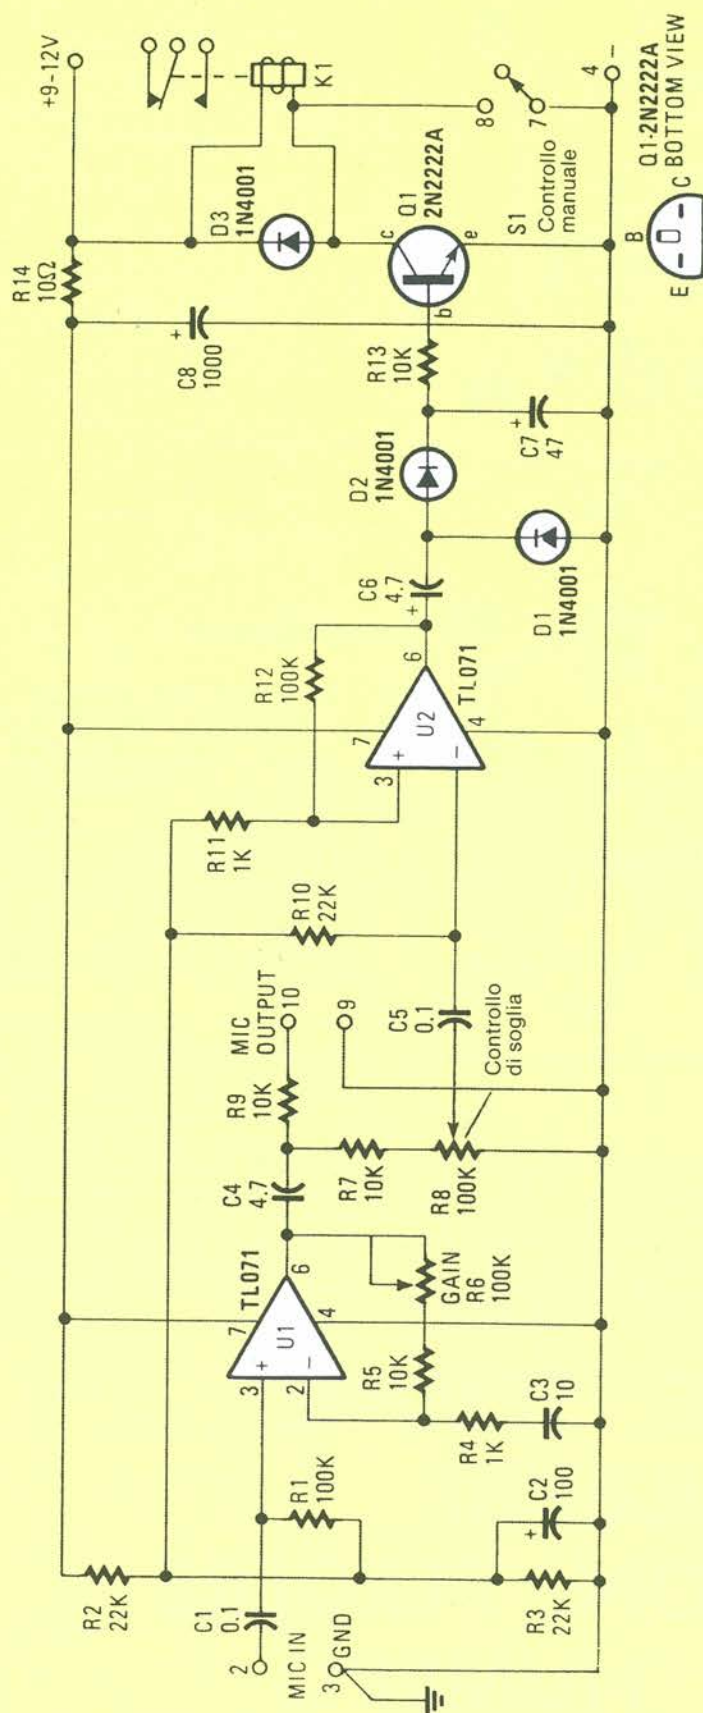 +9-12V
R14
10Ω
K1
D3
1N4001
C8
+
1000
c
Q1
2N2222A
b
e
8
7
S1
Controllo
manuale
4
-
Q1-2N2222A
BOTTOM VIEW
B
E
C
R13
10K
D2
1N4001
+
C7
47
C6
4.7
+
D1
1N4001
R12
100K
6
TL071
U2
7
4
3
+
-
R11
1K
R10
22K
MIC
OUTPUT
10
9
R9
10K
C5
0.1
Controllo
di soglia
C4
4.7
R7
10K
R8
100K
TL071
6
7
4
U1
3
+
2
-
GAIN
R6
100K
R5
10K
R4
1K
C3
10
R1
100K
+
C2
100
R2
22K
R3
22K
C1
0.1
2
MIC IN
3
GND